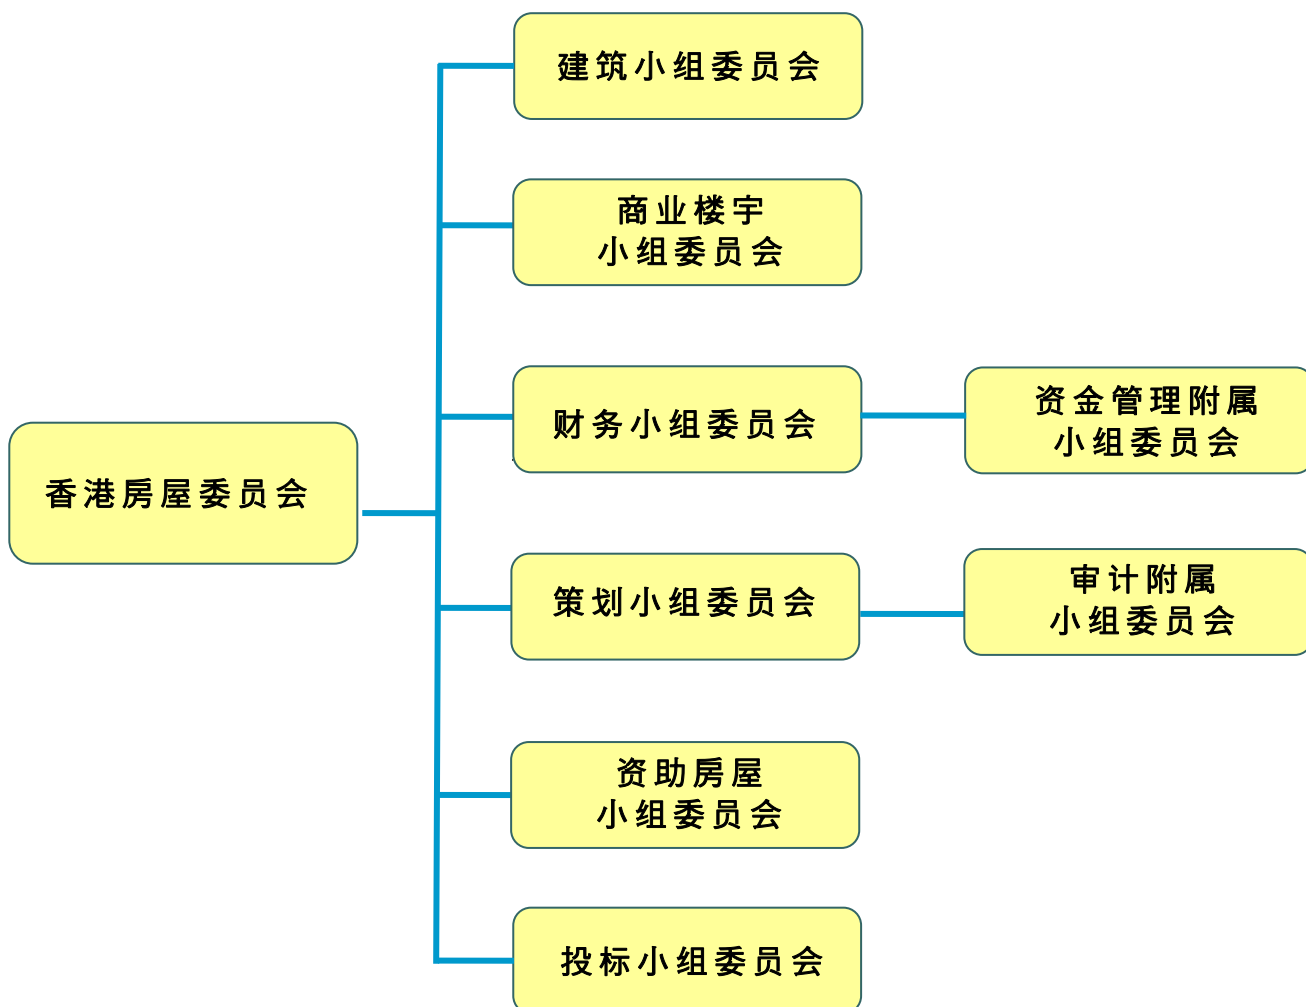 建筑小组委员会
商业楼宇
小组委员会
财务小组委员会
资金管理附属
小组委员会
香港房屋委员会
策划小组委员会
审计附属
小组委员会
资助房屋
小组委员会
投标小组委员会